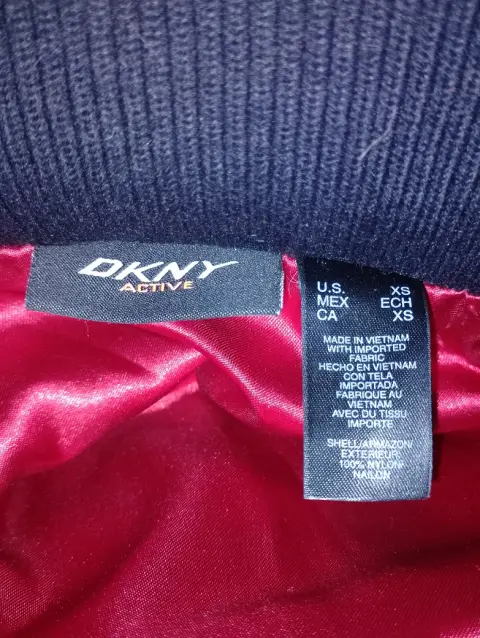 DKNY
ACTIVE
U.S. XS
MEX ECH
CA XS
MADE IN VIETNAM
WITH IMPORTED
FABRIC
HECHO EN VIETNAM
CON TELA
IMPORTADA
FABRIQUE AU
VIETNAM
AVEC DU TISSU
IMPORTE
SHELL/ARMAZON/
EXTERIEUR
100% NYLON/
NAILON